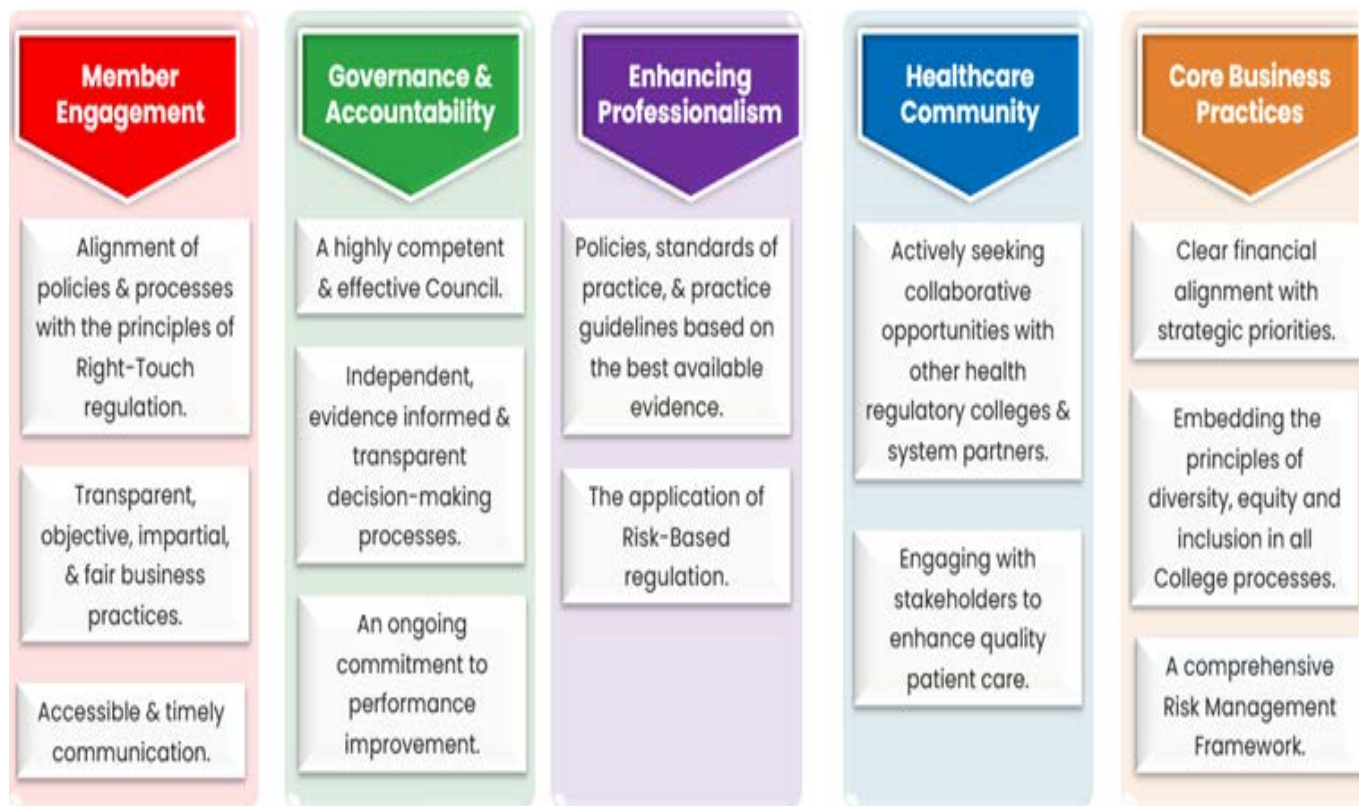 Member
Engagement
Alignment of
policies & processes
with the principles of
Right-Touch
regulation.
Transparent,
objective, impartial,
& fair business
practices.
Accessible & timely
communication.
Governance &
Accountability
A highly competent
& effective Council.
Independent,
evidence informed &
transparent
decision-making
processes.
An ongoing
commitment to
performance
improvement.
Enhancing
Professionalism
Policies, standards of
practice, & practice
guidelines based on
the best available
evidence.
The application of
Risk-Based
regulation.
Healthcare
Community
Actively seeking
collaborative
opportunities with
other health
regulatory colleges &
system partners.
Engaging with
stakeholders to
enhance quality
patient care.
Core Business
Practices
Clear financial
alignment with
strategic priorities.
Embedding the
principles of
diversity, equity and
inclusion in all
College processes.
A comprehensive
Risk Management
Framework.